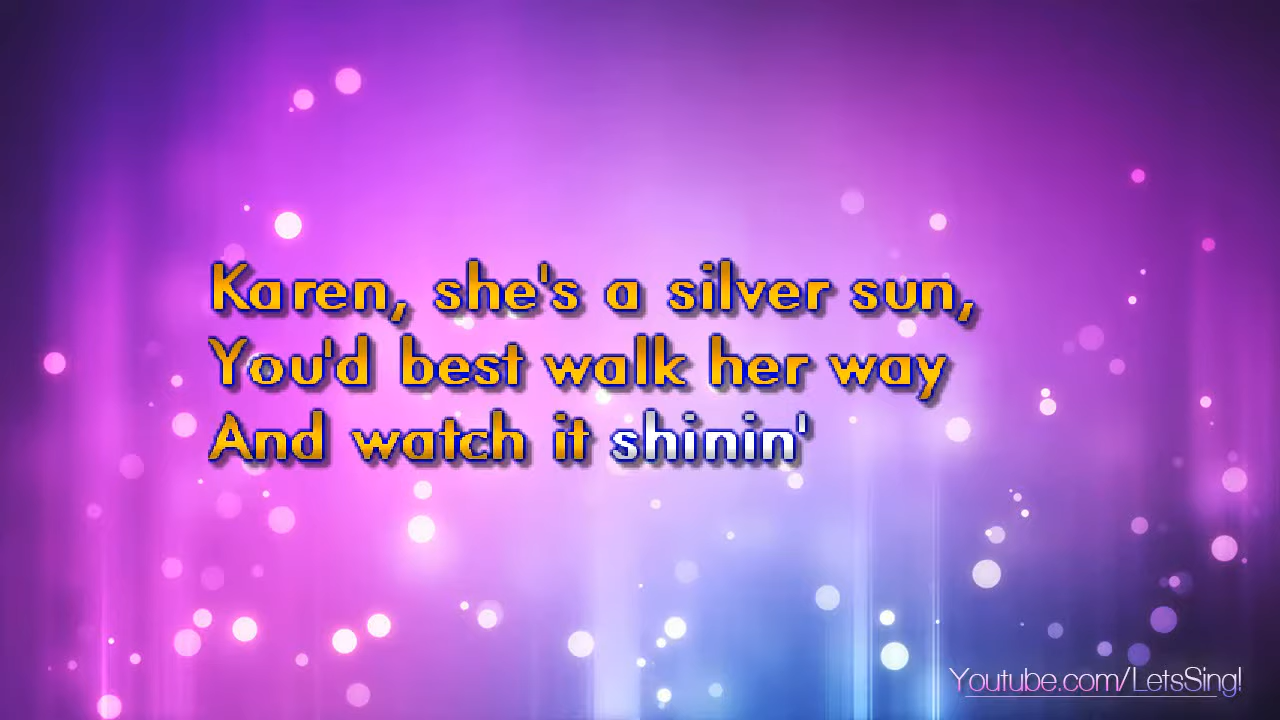 Karen, she's a silver sun,
You'd best walk her way
And watch it shinin'
Youtube.com/LetsSing!